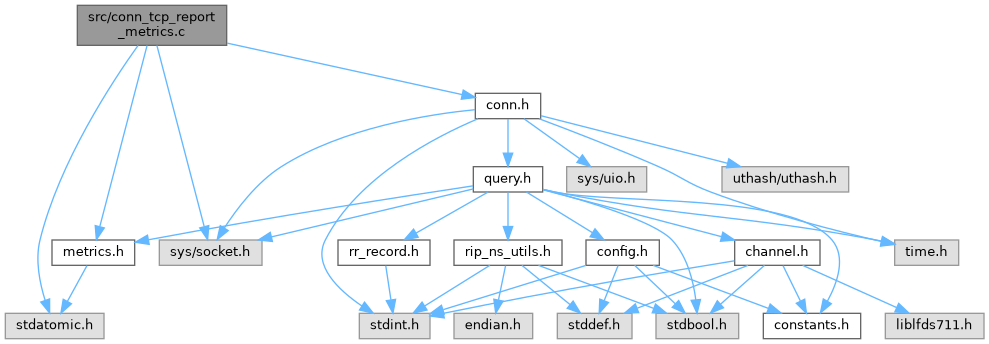 src/conn_tcp_report
_metrics.c
conn.h
query.h
sys/uio.h
uthash/uthash.h
metrics.h
sys/socket.h
rr_record.h
rip_ns_utils.h
config.h
channel.h
time.h
stdatomic.h
stdint.h
endian.h
stddef.h
stdbool.h
constants.h
liblfds711.h